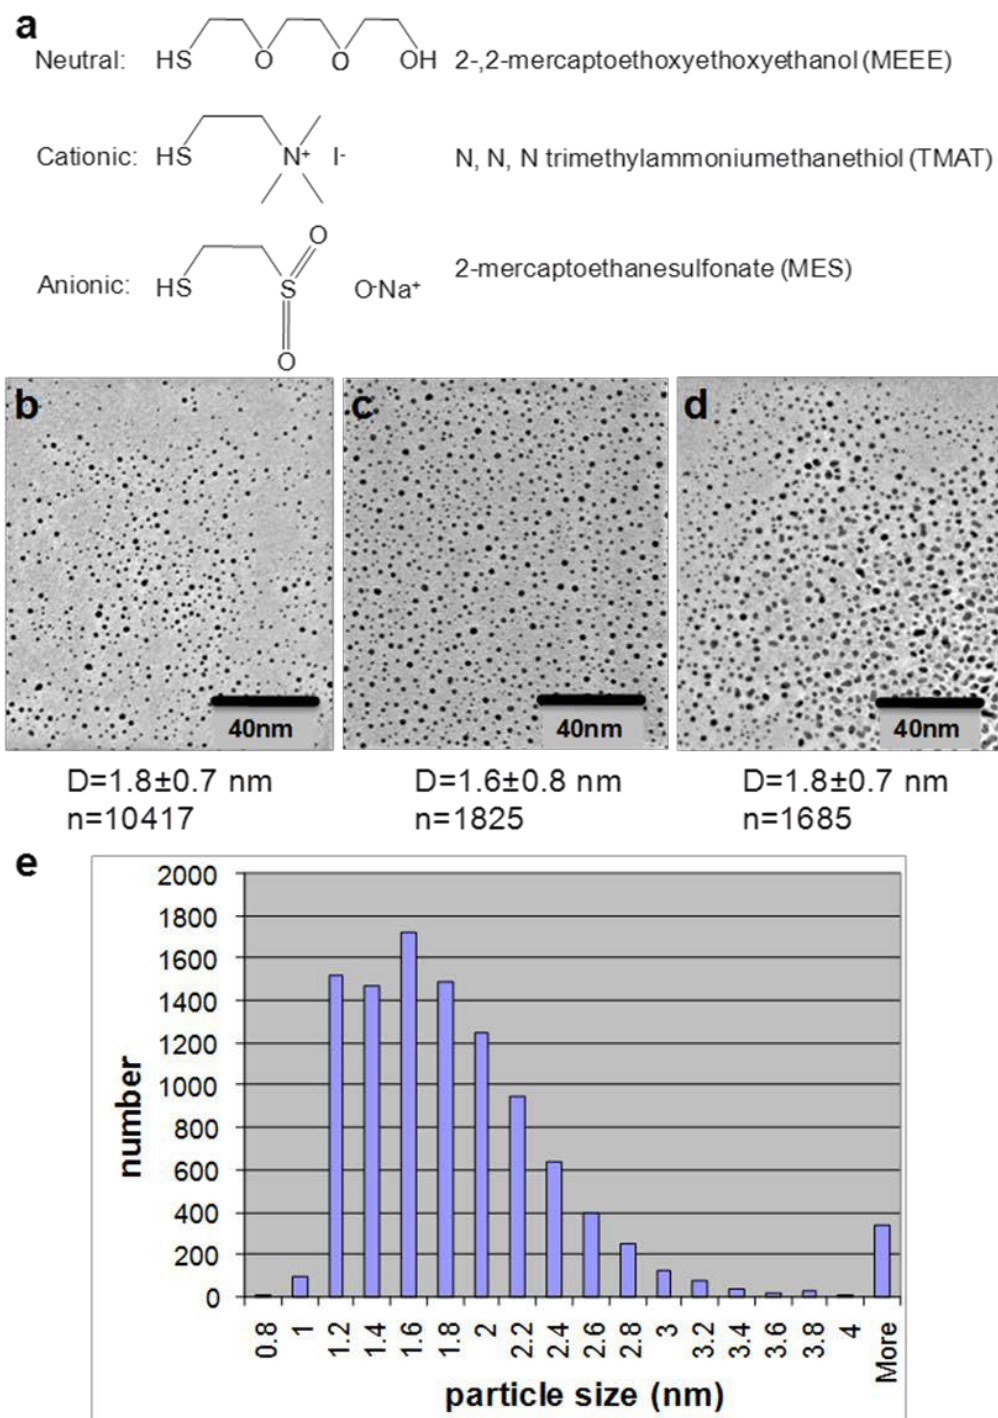 a
Neutral: HS O O OH 2-,2-mercaptoethoxyethoxyethanol (MEEE)
Cationic: HS N+ I- N, N, N trimethylammoniumethanethiol (TMAT)
O
Anionic: HS S O-Na+ 2-mercaptoethanesulfonate (MES)
O
b c d
40nm 40nm 40nm
D=1.8±0.7 nm D=1.6±0.8 nm D=1.8±0.7 nm
n=10417 n=1825 n=1685
e
2000
1800
1600
1400
1200
1000
800
600
400
200
0
number
0.8 1 1.2 1.4 1.6 1.8 2 2.2 2.4 2.6 2.8 3 3.2 3.4 3.6 3.8 4 More
particle size (nm)